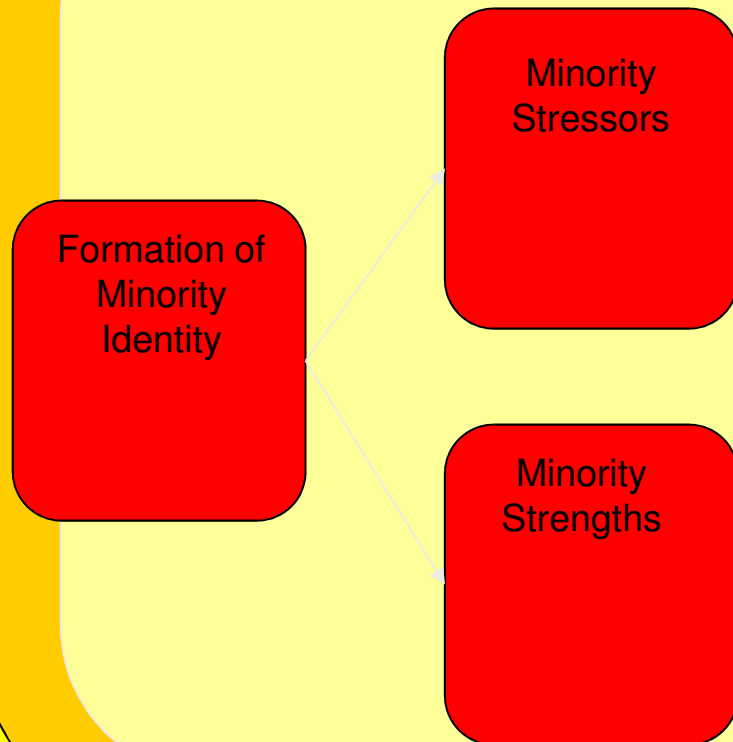 Formation of
Minority
Identity
Minority
Stressors
Minority
Strengths